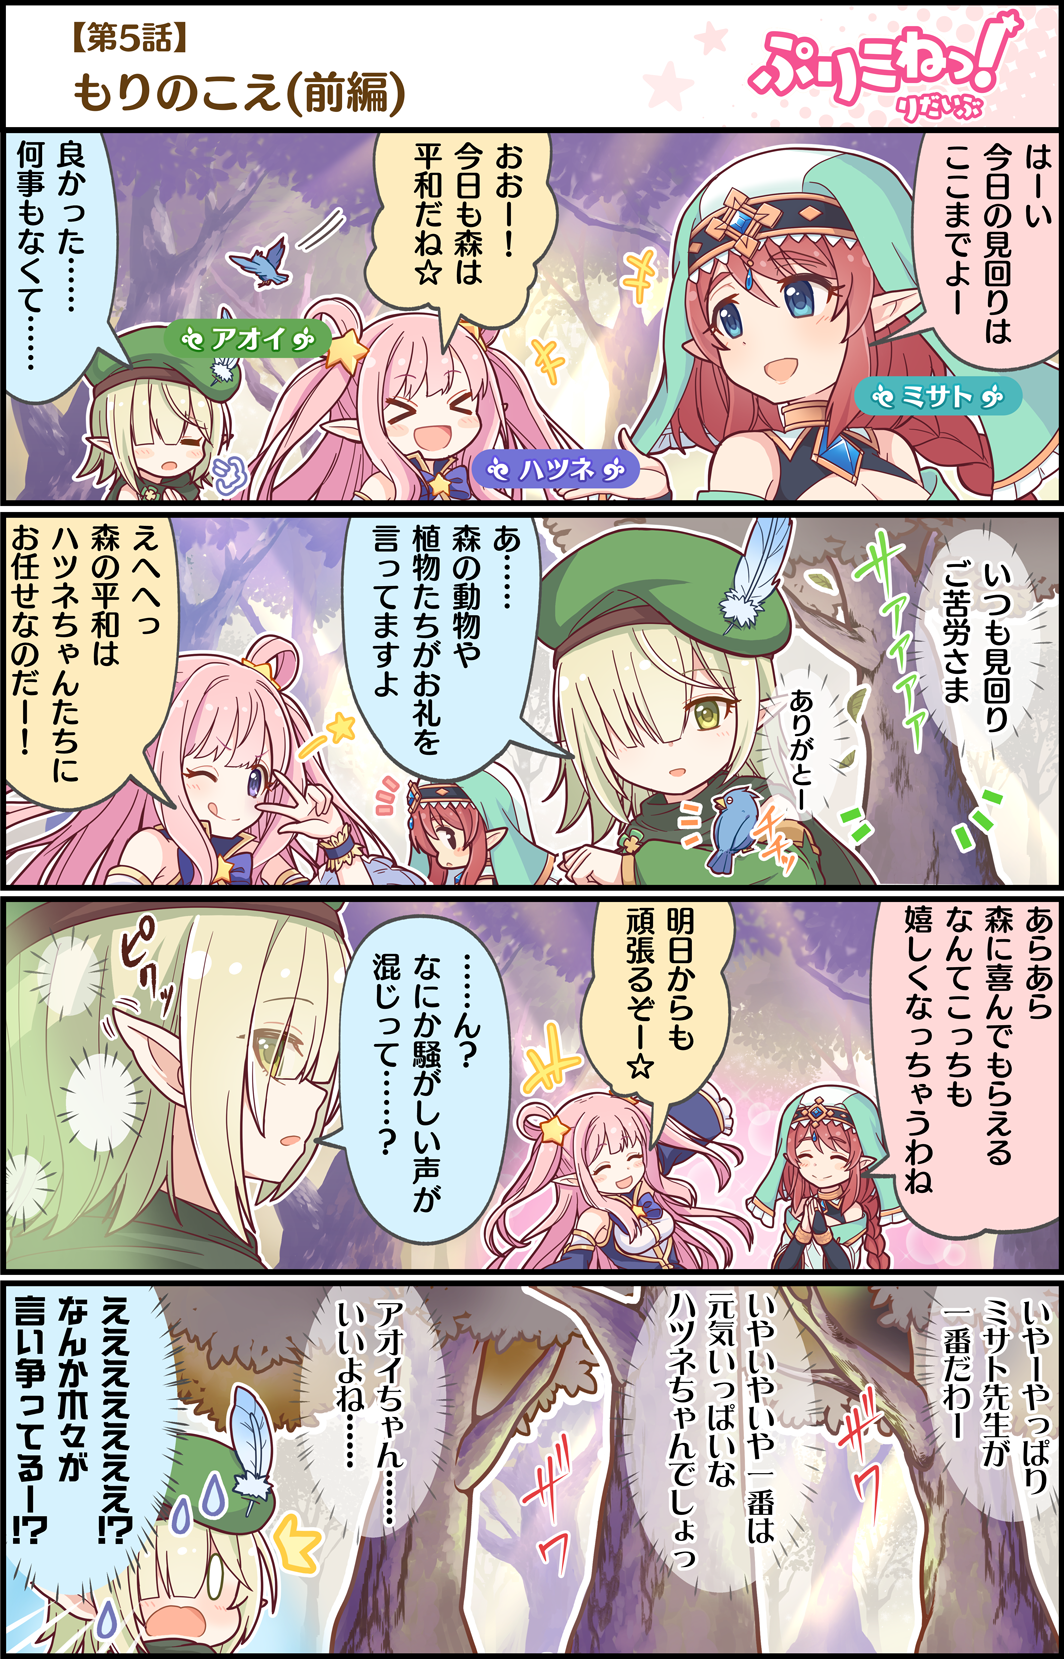 【第5話】
もりのこえ(前編)
ぷりこねっ!
りだいぶ
はーい
今日の見回りは
ここまでよー
ミサト
おおー!
今日も森は
平和だね☆
ハツネ
良かった……
何事もなくて……
アオイ
いつも見回り
ご苦労さま
サァァァァ
ありがとー
チチッ
あ……
森の動物や
植物たちがお礼を
言ってますよ
えへへっ
森の平和は
ハツネちゃんたちに
お任せなのだー!
あらあら
森に喜んでもらえる
なんてこっちも
嬉しくなっちゃうわね
明日からも
頑張るぞー☆
……ん?
なにか騒がしい声が
混じって……?
ピクッ
いやーやっぱり
ミサト先生が
一番だわー
ザワ
いやいやいや一番は
元気いっぱいな
ハツネちゃんでしょっ
ザワ
アオイちゃん……
いいよね……
えええええええ!?
なんか木々が
言い争ってるー!?